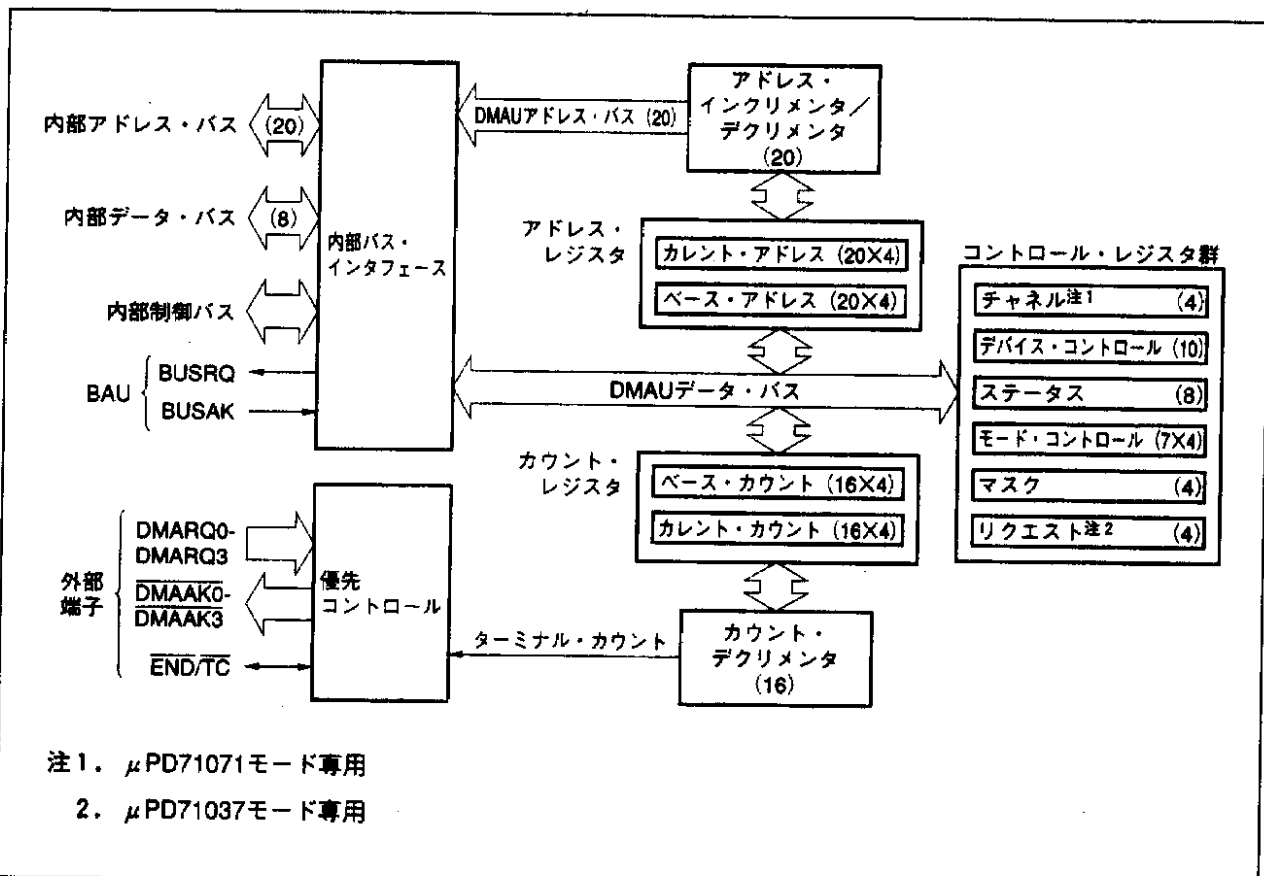 アドレス・
インクリメンタ／
デクリメンタ
(20)
DMAUアドレス・バス (20)
内部アドレス・バス
(20)
内部データ・バス
(8)
内部バス・
インタフェース
内部制御バス
BAU
BUSRQ
BUSAK
アドレス・
レジスタ
カレント・アドレス (20×4)
ベース・アドレス (20×4)
コントロール・レジスタ群
チャネル注1 (4)
デバイス・コントロール (10)
ステータス (8)
モード・コントロール (7×4)
マスク (4)
リクエスト注2 (4)
DMAUデータ・バス
カウント・
レジスタ
ベース・カウント (16×4)
カレント・カウント (16×4)
外部
端子
DMARQ0-
DMARQ3
DMAAK0-
DMAAK3
END/TC
優先
コントロール
ターミナル・カウント
カウント・
デクリメンタ
(16)
注1. μPD71071モード専用
2. μPD71037モード専用